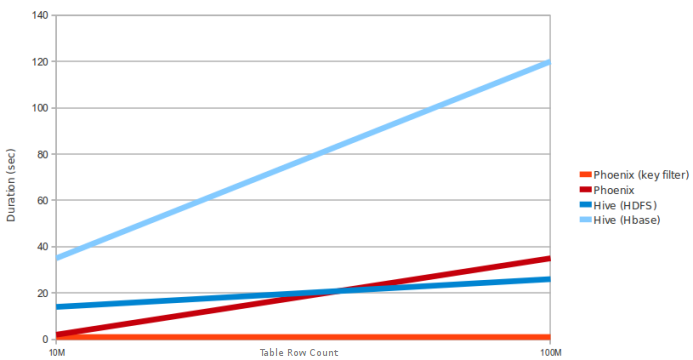 140
120
100
80
60
40
20
0
Duration (sec)
10M
Table Row Count
100M
Phoenix (key filter)
Phoenix
Hive (HDFS)
Hive (Hbase)